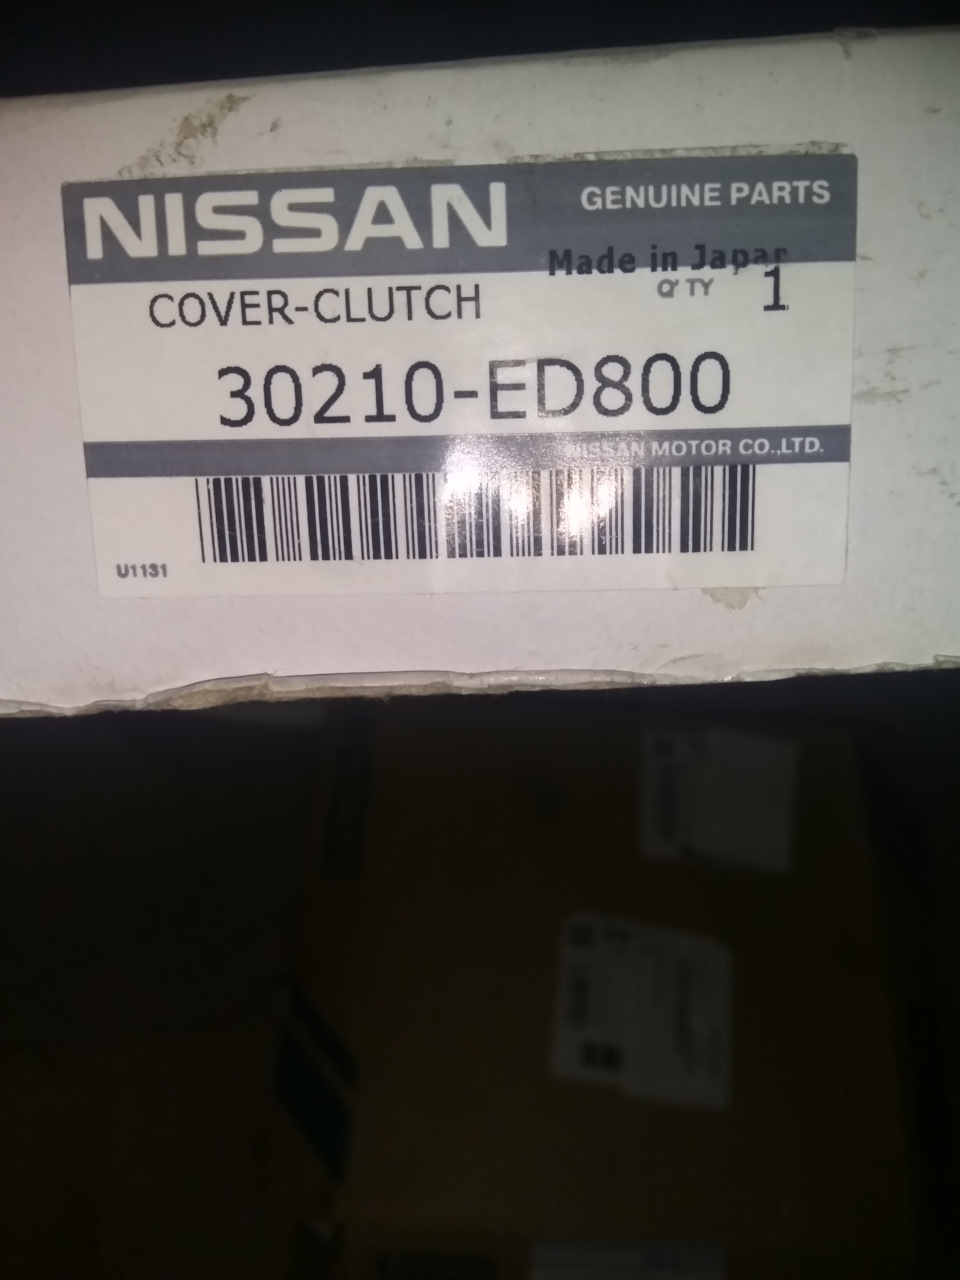 NISSAN GENUINE PARTS
Made in Japan
COVER-CLUTCH Q'TY 1
30210-ED800
NISSAN MOTOR CO.,LTD.
U1131